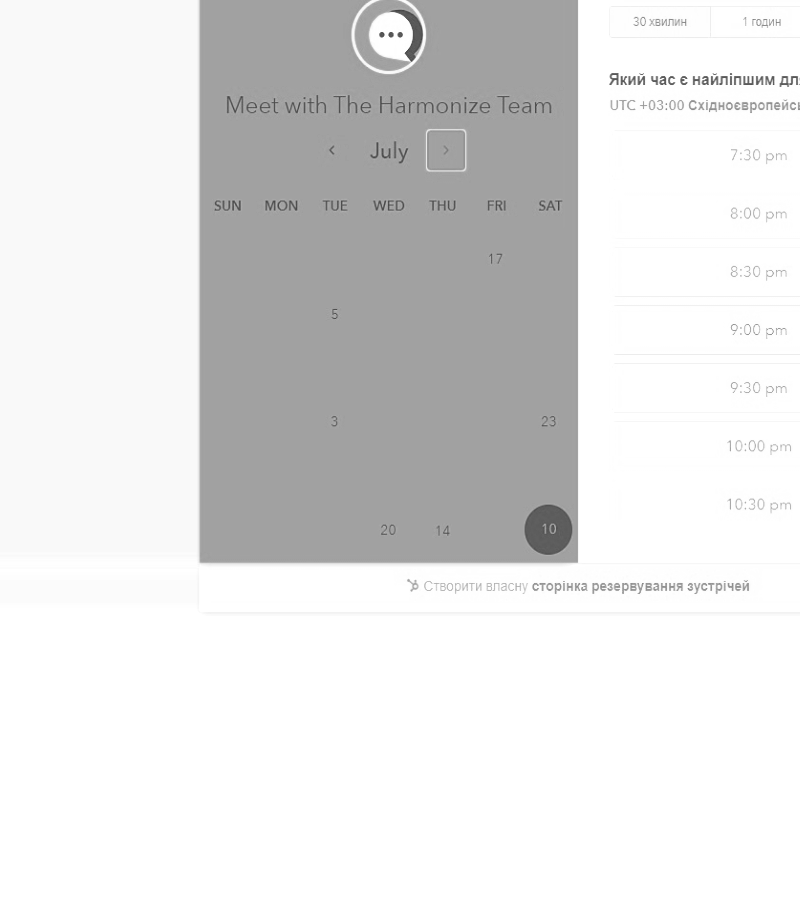 Meet with The Harmonize Team
July
SUN MON TUE WED THU FRI SAT
17
5
3 23
20 14 10
30 хвилин 1 годин
Який час є найліпшим дл
UTC +03:00 Східноєвропейсь
7:30 pm
8:00 pm
8:30 pm
9:00 pm
9:30 pm
10:00 pm
10:30 pm
Створити власну сторінка резервування зустрічей